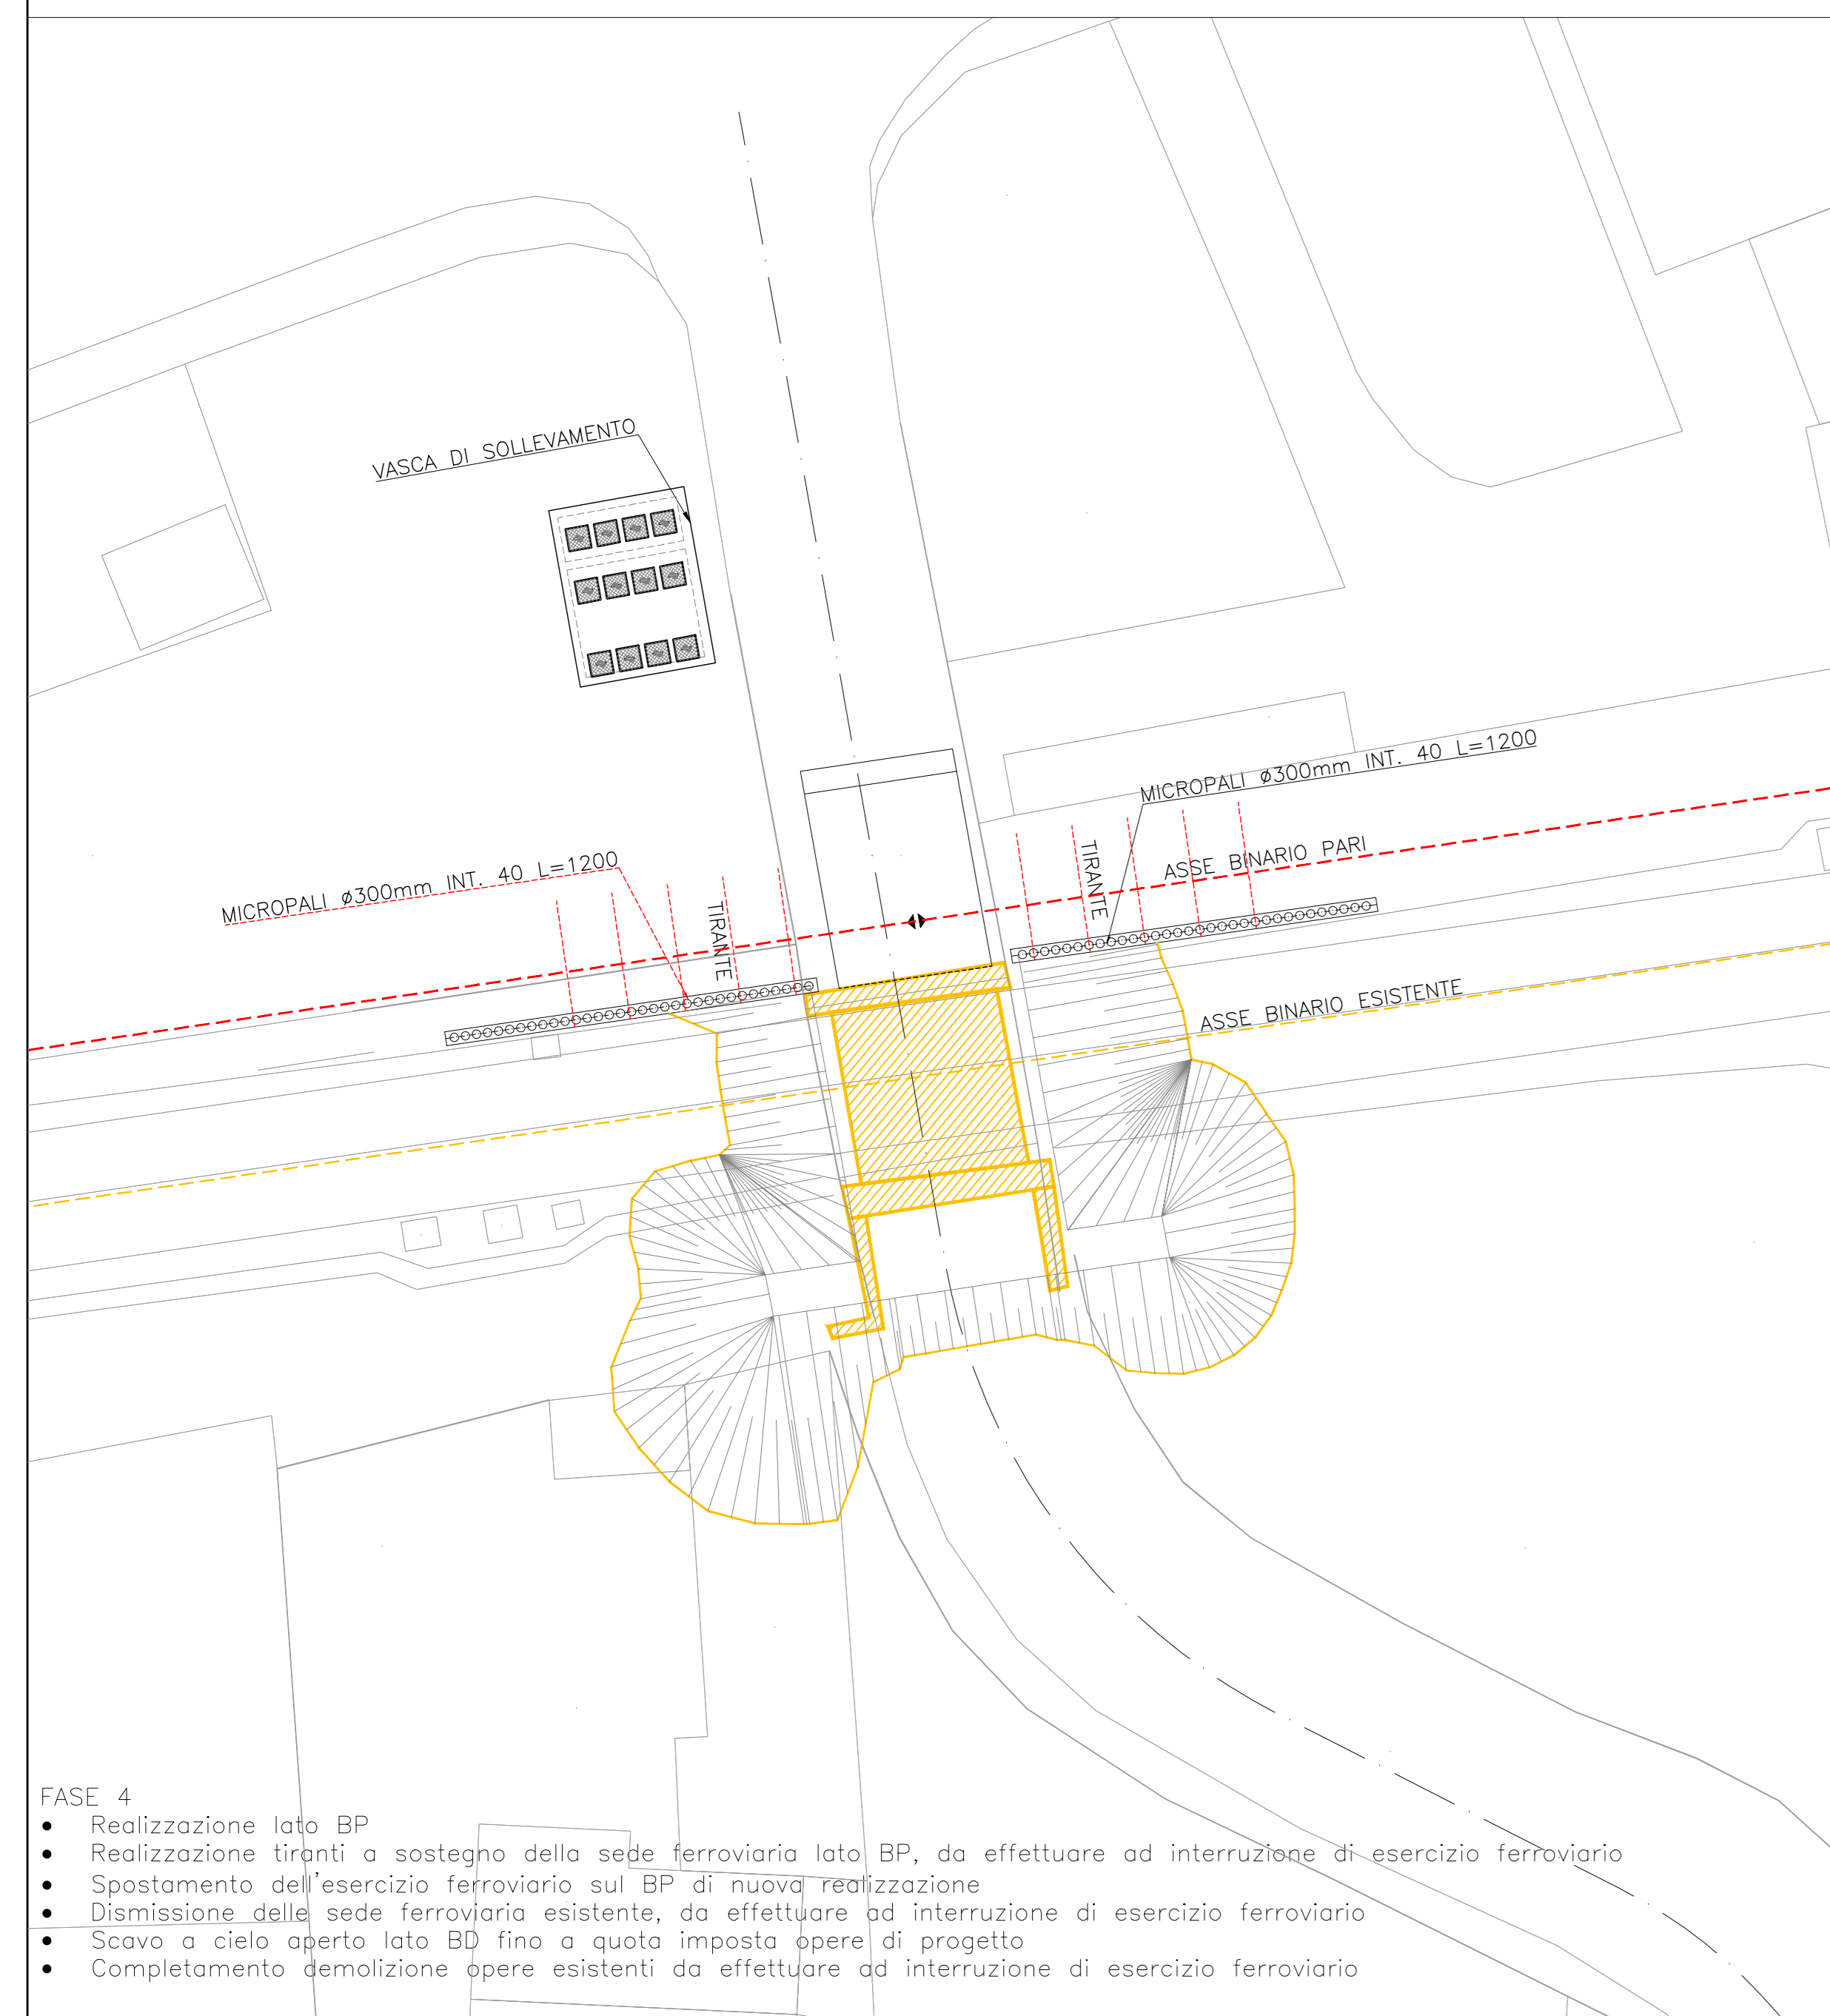 VASCA DI SOLLEVAMENTO
MICROPALI ø300mm INT. 40 L=1200
MICROPALI ø300mm INT. 40 L=1200
TIRANTE
TIRANTE
ASSE BINARIO PARI
ASSE BINARIO ESISTENTE
FASE 4
• Realizzazione lato BP
• Realizzazione tiranti a sostegno della sede ferroviaria lato BP, da effettuare ad interruzione di esercizio ferroviario
• Spostamento dell'esercizio ferroviario sul BP di nuova realizzazione
• Dismissione delle sede ferroviaria esistente, da effettuare ad interruzione di esercizio ferroviario
• Scavo a cielo aperto lato BD fino a quota imposta opere di progetto
• Completamento demolizione opere esistenti da effettuare ad interruzione di esercizio ferroviario